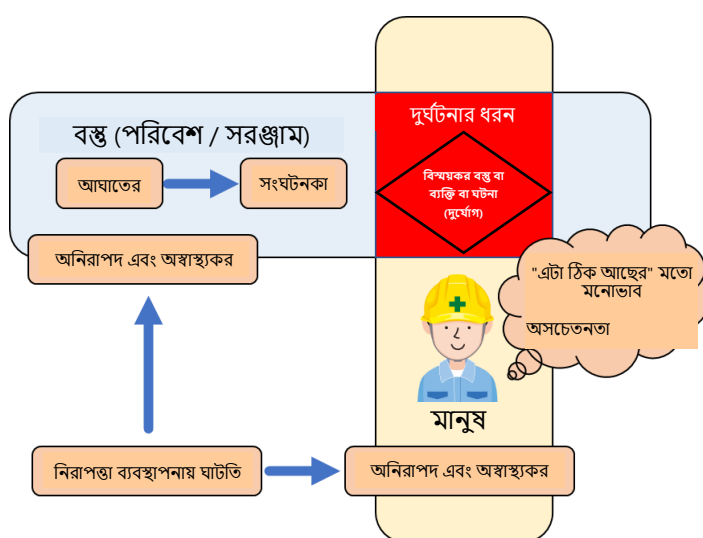 দুর্ঘটনার ধরন
বস্তু (পরিবেশ / সরঞ্জাম)
আঘাতের
সংঘটনকা
বিস্ময়কর বস্তু বা
ব্যক্তি বা ঘটনা
(দুর্যোগ)
অনিরাপদ এবং অস্বাস্থ্যকর
"এটা ঠিক আছের" মতো
মনোভাব
অসচেতনতা
মানুষ
নিরাপত্তা ব্যবস্থাপনায় ঘাটতি
অনিরাপদ এবং অস্বাস্থ্যকর